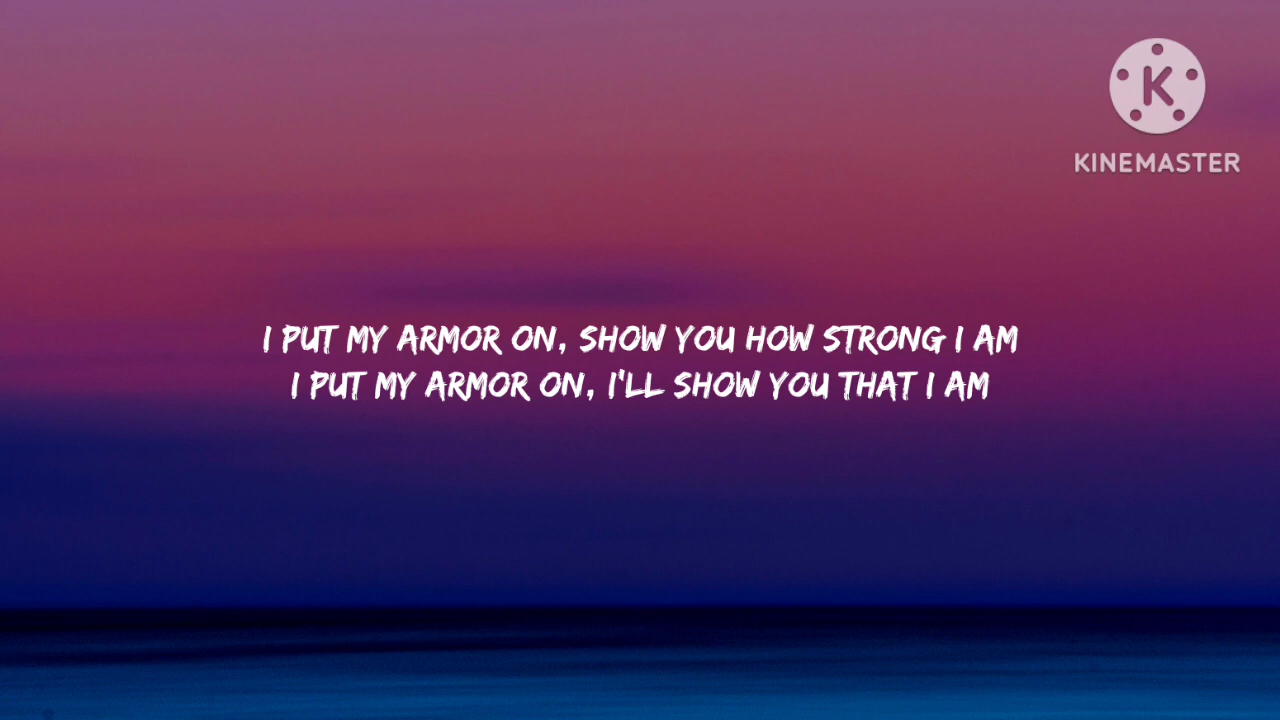 K
KINEMASTER
I PUT MY ARMOR ON, SHOW YOU HOW STRONG I AM
I PUT MY ARMOR ON, I'LL SHOW YOU THAT I AM